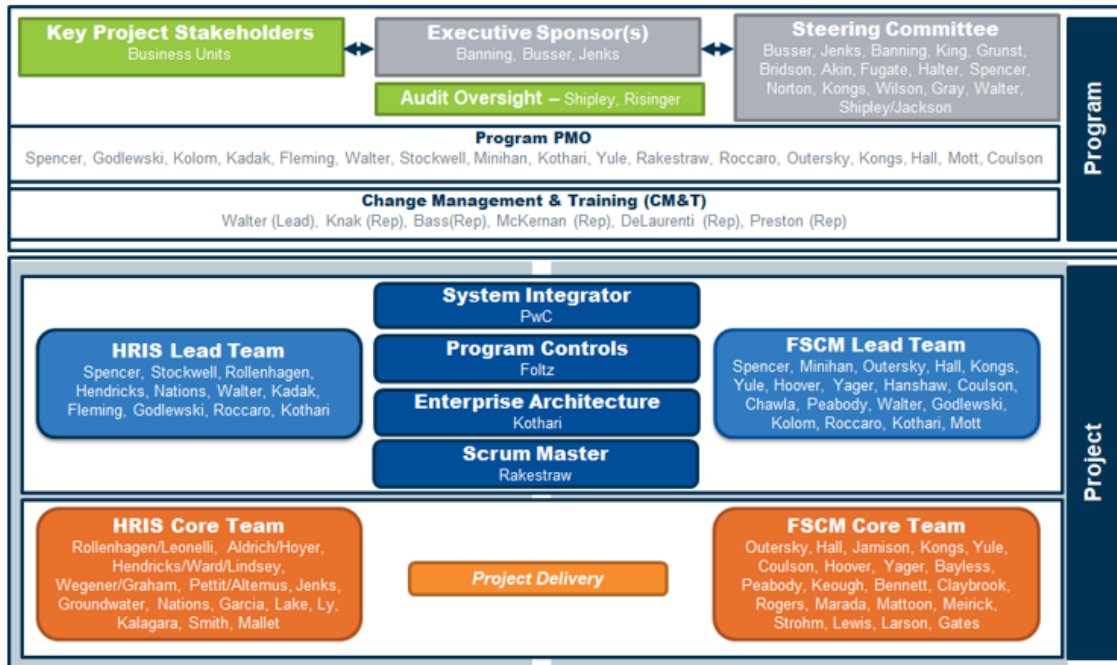 Key Project Stakeholders
Business Units
Executive Sponsor(s)
Banning, Busser, Jenks
Audit Oversight – Shipley, Risinger
Steering Committee
Busser, Jenks, Banning, King, Grunst,
Bridson, Akin, Fugate, Halter, Spencer,
Norton, Kongs, Wilson, Gray, Walter,
Shipley/Jackson
Program PMO
Spencer, Godlewski, Kolom, Kadak, Fleming, Walter, Stockwell, Minihan, Kothari, Yule, Rakestraw, Roccaro, Outersky, Kongs, Hall, Mott, Coulson
Change Management & Training (CM&T)
Walter (Lead), Knak (Rep), Bass(Rep), McKernan (Rep), DeLaurenti (Rep), Preston (Rep)
Program
HRIS Lead Team
Spencer, Stockwell, Rollenhagen,
Hendricks, Nations, Walter, Kadak,
Fleming, Godlewski, Roccaro, Kothari
System Integrator
PwC
Program Controls
Foltz
Enterprise Architecture
Kothari
Scrum Master
Rakestraw
FSCM Lead Team
Spencer, Minihan, Outersky, Hall, Kongs,
Yule, Hoover, Yager, Hanshaw, Coulson,
Chawla, Peabody, Walter, Godlewski,
Kolom, Roccaro, Kothari, Mott
HRIS Core Team
Rollenhagen/Leonelli, Aldrich/Hoyer,
Hendricks/Ward/Lindsey,
Wegener/Graham, Pettit/Altemus, Jenks,
Groundwater, Nations, Garcia, Lake, Ly,
Kalagara, Smith, Mallet
Project Delivery
FSCM Core Team
Outersky, Hall, Jamison, Kongs, Yule,
Coulson, Hoover, Yager, Bayless,
Peabody, Keough, Bennett, Claybrook,
Rogers, Marada, Mattoon, Meirick,
Strohm, Lewis, Larson, Gates
Project